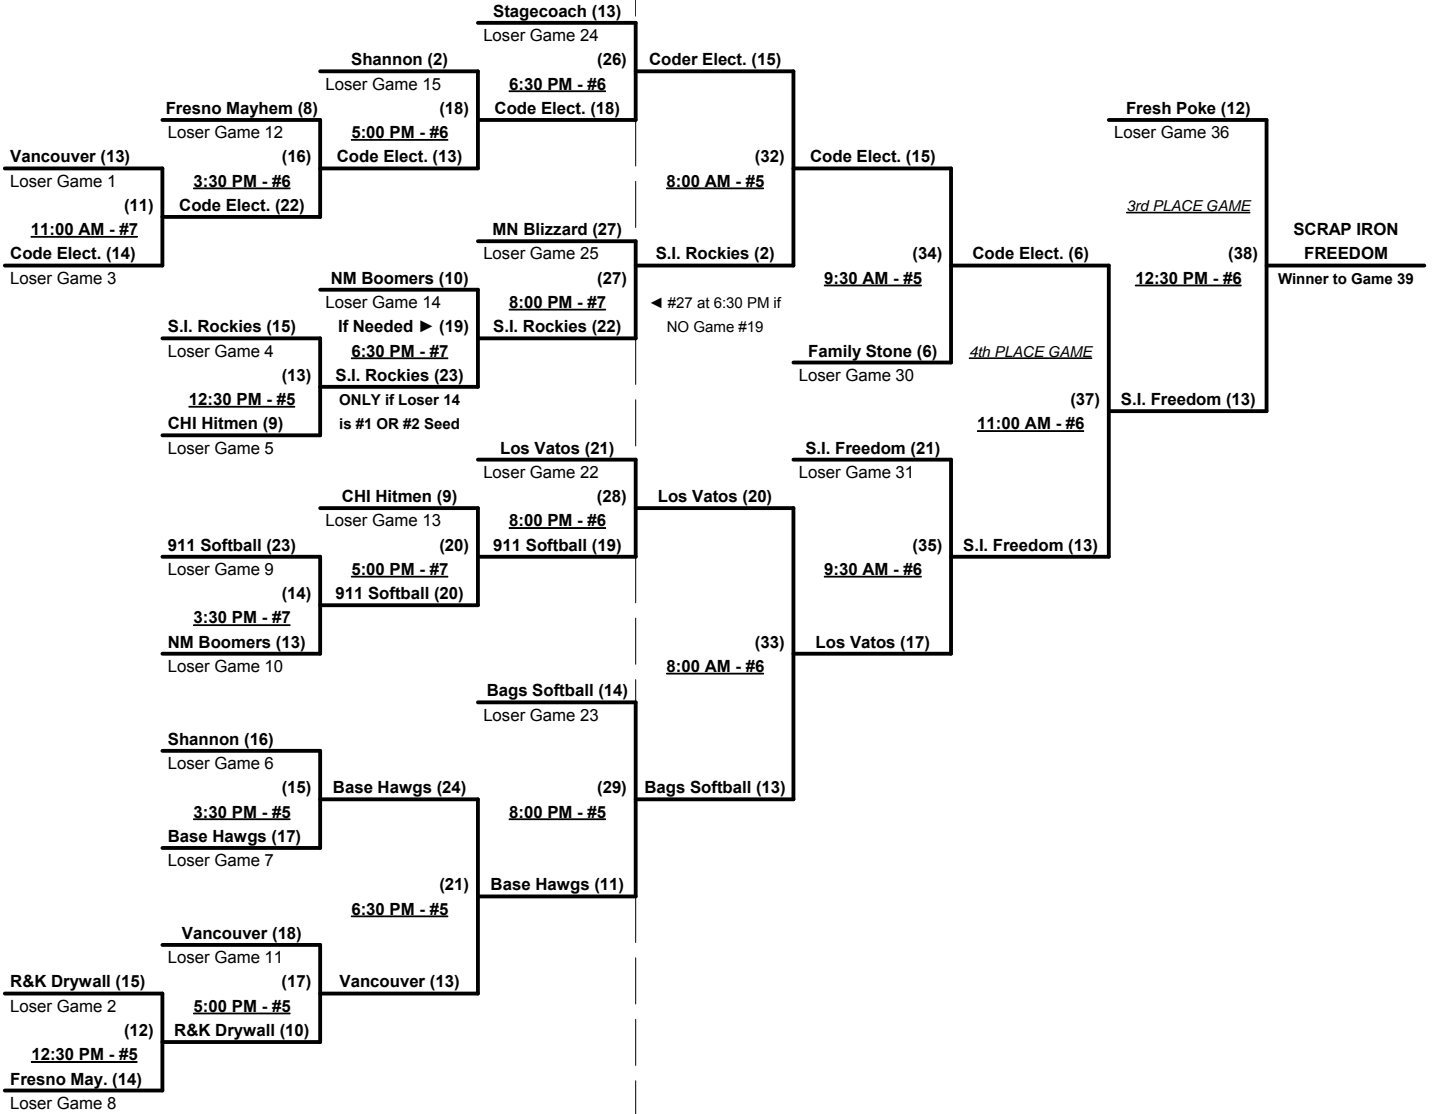 Stagecoach (13)
Loser Game 24
Shannon (2)
(26)
Coder Elect. (15)
Loser Game 15
6:30 PM - #6
Fresno Mayhem (8)
(18)
Code Elect. (18)
Fresh Poke (12)
Loser Game 12
5:00 PM - #6
Loser Game 36
Vancouver (13)
(16)
Code Elect. (13)
(32)
Code Elect. (15)
Loser Game 1
3:30 PM - #6
8:00 AM - #5
(11)
Code Elect. (22)
3rd PLACE GAME
11:00 AM - #7
MN Blizzard (27)
SCRAP IRON
Code Elect. (14)
Loser Game 25
S.I. Rockies (2)
(34)
Code Elect. (6)
(38)
FREEDOM
Loser Game 3
NM Boomers (10)
(27)
9:30 AM - #5
12:30 PM - #6
Winner to Game 39
Loser Game 14
8:00 PM - #7
◄ #27 at 6:30 PM if
S.I. Rockies (15)
If Needed ► (19)
S.I. Rockies (22)
NO Game #19
Loser Game 4
6:30 PM - #7
Family Stone (6)
4th PLACE GAME
(13)
S.I. Rockies (23)
Loser Game 30
12:30 PM - #5
ONLY if Loser 14
(37)
S.I. Freedom (13)
CHI Hitmen (9)
is #1 OR #2 Seed
11:00 AM - #6
Loser Game 5
Los Vatos (21)
S.I. Freedom (21)
Loser Game 22
Loser Game 31
CHI Hitmen (9)
(28)
Los Vatos (20)
Loser Game 13
8:00 PM - #6
911 Softball (23)
(20)
911 Softball (19)
(35)
S.I. Freedom (13)
Loser Game 9
5:00 PM - #7
9:30 AM - #6
(14)
911 Softball (20)
3:30 PM - #7
NM Boomers (13)
(33)
Los Vatos (17)
Loser Game 10
8:00 AM - #6
Bags Softball (14)
Loser Game 23
Shannon (16)
Loser Game 6
(15)
Base Hawgs (24)
(29)
Bags Softball (13)
3:30 PM - #5
8:00 PM - #5
Base Hawgs (17)
Loser Game 7
(21)
Base Hawgs (11)
6:30 PM - #5
Vancouver (18)
Loser Game 11
R&K Drywall (15)
(17)
Vancouver (13)
Loser Game 2
5:00 PM - #5
(12)
R&K Drywall (10)
12:30 PM - #5
Fresno May. (14)
Loser Game 8